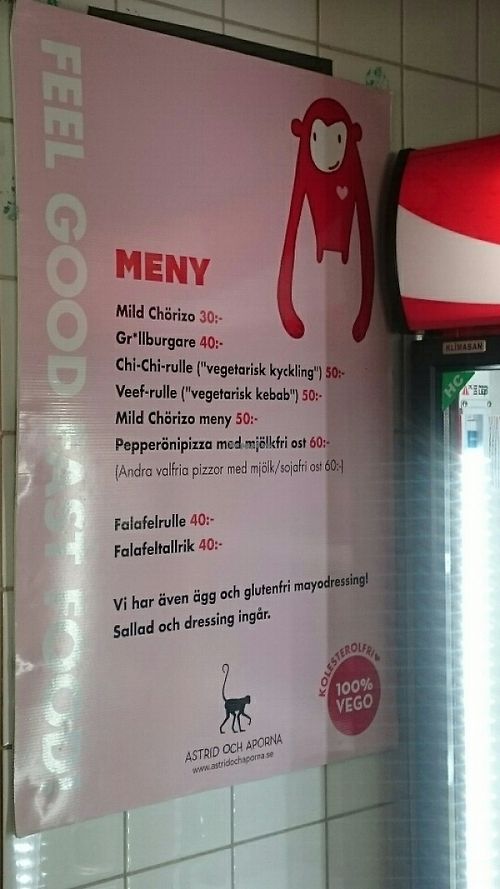 FEEL GOOD FAST FOOD
MENY
Mild Chörizo 30:-
Gr*llburgare 40:-
Chi-Chi-rulle ("vegetarisk kyckling") 50:-
Veef-rulle ("vegetarisk kebab") 50:-
Mild Chörizo meny 50:-
Pepperönipizza med mjölkfri ost 60:-
(Andra valfria pizzor med mjölk/sojafri ost 60:-)
Falafelrulle 40:-
Falafeltallrik 40:-
Vi har även ägg och glutenfri mayodressing!
Sallad och dressing ingår.
KOLESTEROLFRI♥
100%
VEGO
ASTRID OCH APORNA
www.astridochaporna.se
KLIMASAN
HC